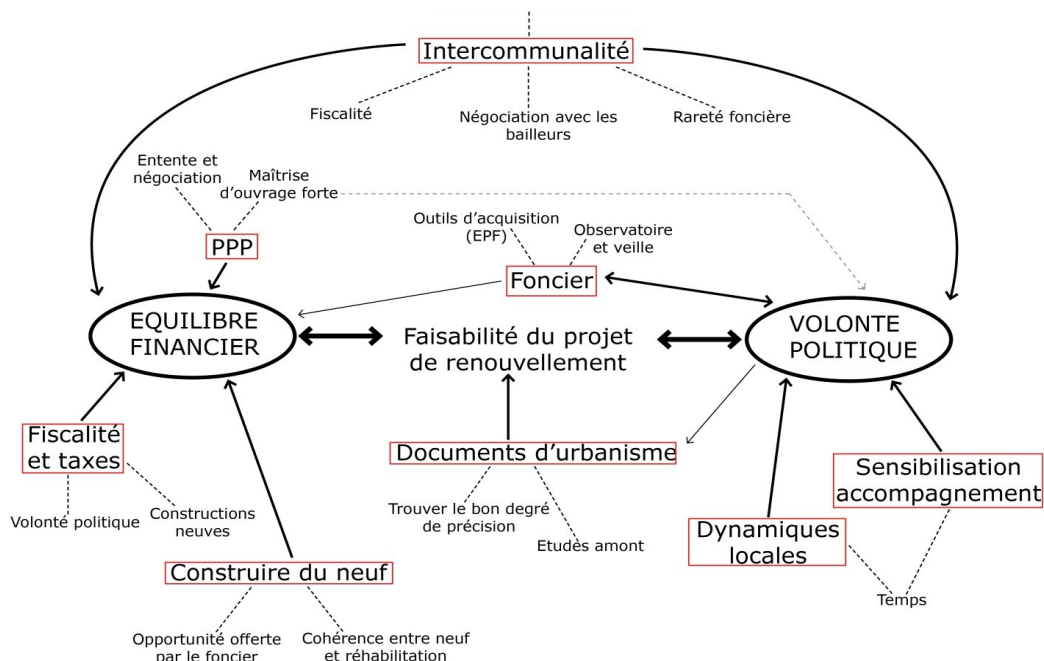 Intercommunalité
Fiscalité
Négociation avec les
bailleurs
Rareté foncière
Entente et
négociation
Maîtrise
d'ouvrage forte
PPP
Outils d'acquisition
(EPF)
Observatoire
et veille
Foncier
EQUILIBRE
FINANCIER
Faisabilité du projet
de renouvellement
VOLONTE
POLITIQUE
Fiscalité
et taxes
Documents d'urbanisme
Sensibilisation
accompagnement
Volonté politique
Constructions
neuves
Trouver le bon degré
de précision
Etudes amont
Dynamiques
locales
Construire du neuf
Temps
Opportunité offerte
par le foncier
Cohérence entre neuf
et réhabilitation